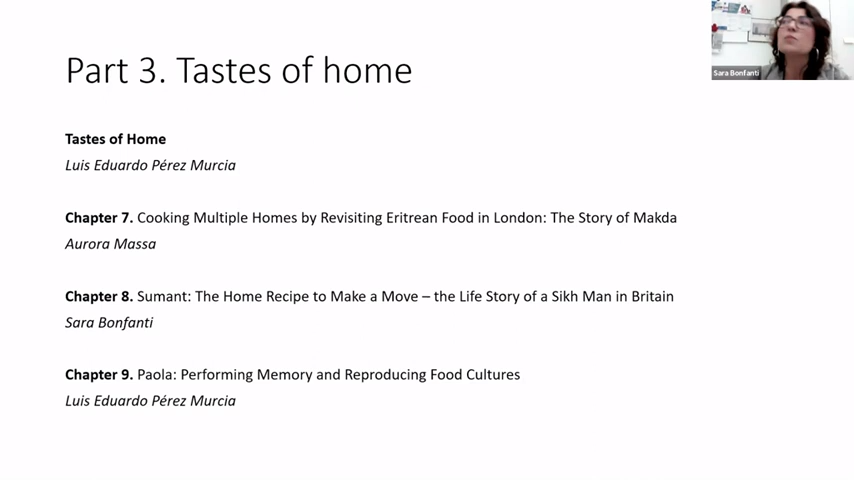 Part 3. Tastes of home
Sara Bonfanti
Tastes of Home
Luis Eduardo Pérez Murcia
Chapter 7. Cooking Multiple Homes by Revisiting Eritrean Food in London: The Story of Makda
Aurora Massa
Chapter 8. Sumant: The Home Recipe to Make a Move – the Life Story of a Sikh Man in Britain
Sara Bonfanti
Chapter 9. Paola: Performing Memory and Reproducing Food Cultures
Luis Eduardo Pérez Murcia